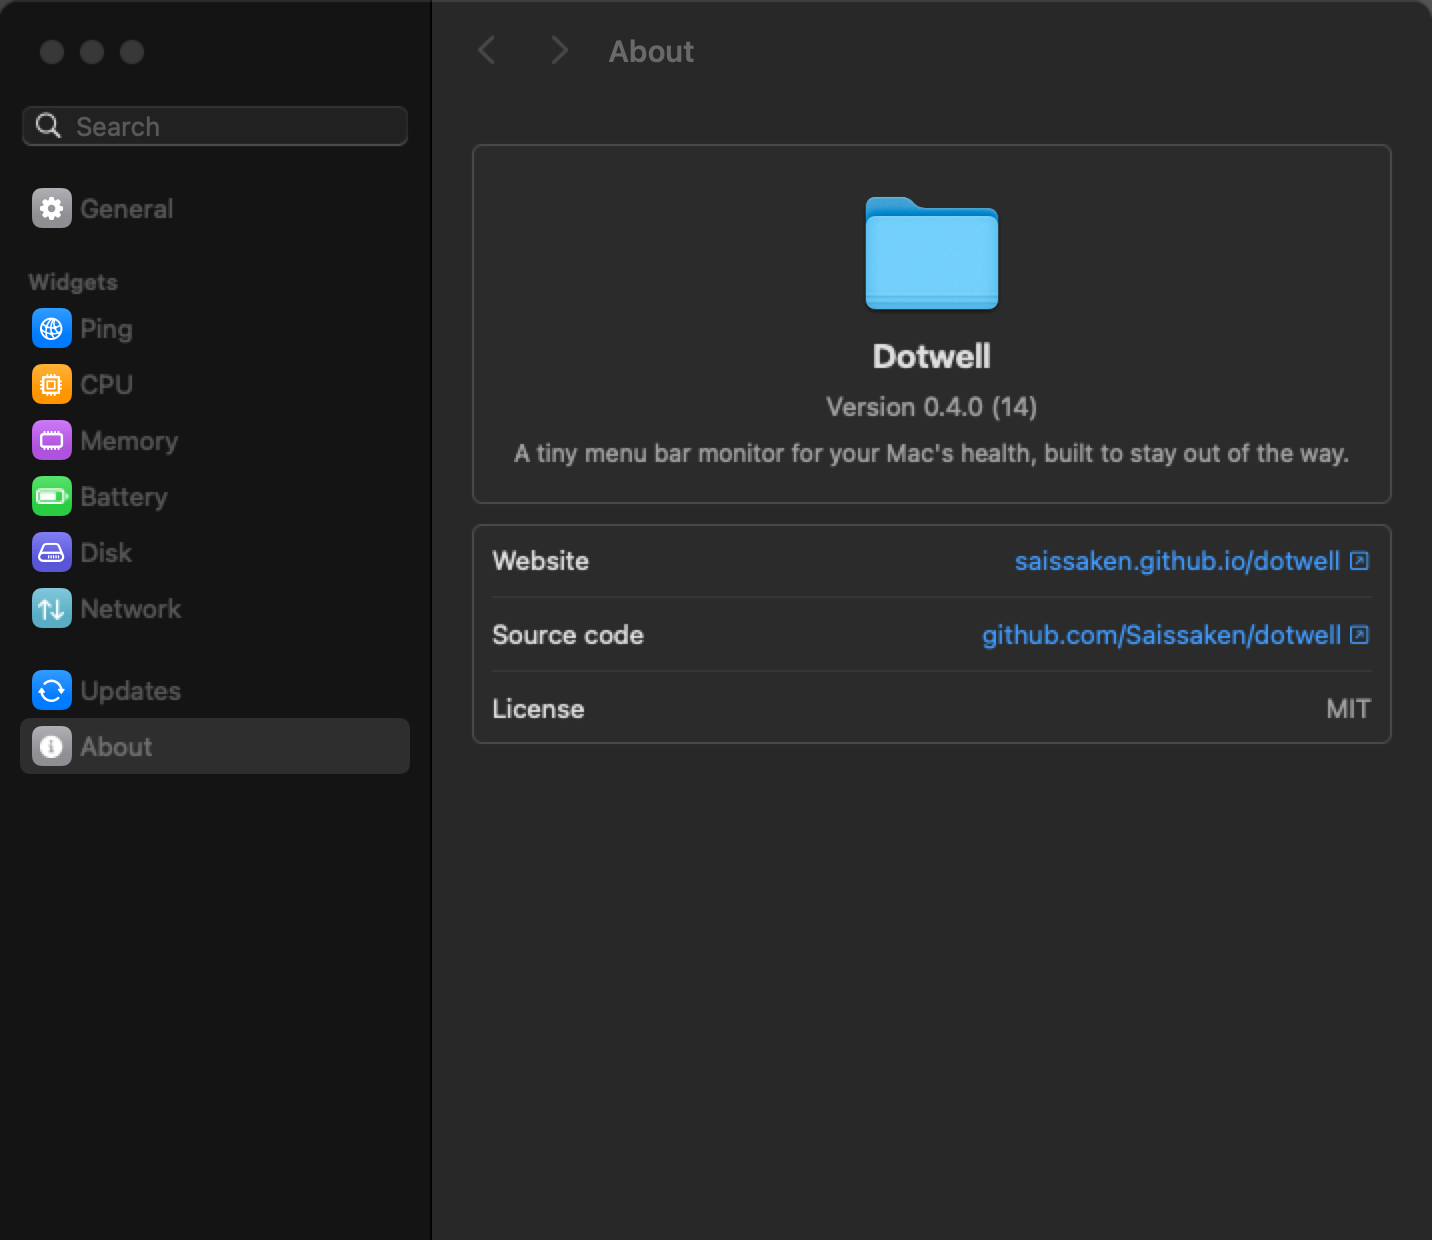 Search
General
Widgets
Ping
CPU
Memory
Battery
Disk
Network
Updates
About
About
Dotwell
Version 0.4.0 (14)
A tiny menu bar monitor for your Mac's health, built to stay out of the way.
Website saissaken.github.io/dotwell
Source code github.com/Saissaken/dotwell
License MIT